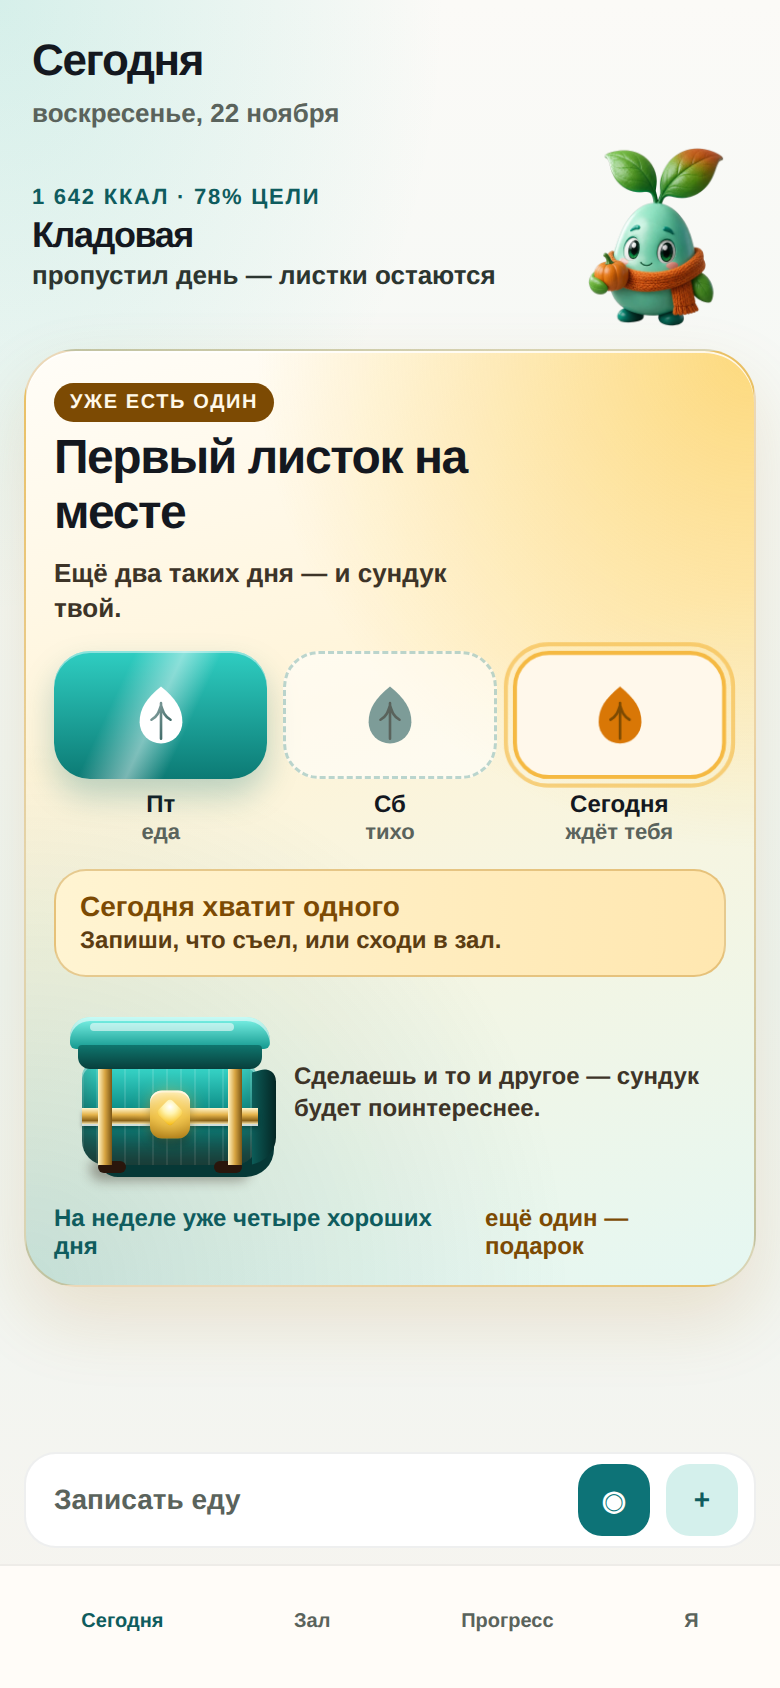 Сегодня
воскресенье, 22 ноября
1 642 ККАЛ · 78% ЦЕЛИ
Кладовая
пропустил день — листки остаются
УЖЕ ЕСТЬ ОДИН
Первый листок на
месте
Ещё два таких дня — и сундук
твой.
Пт
еда
Сб
тихо
Сегодня
ждёт тебя
Сегодня хватит одного
Запиши, что съел, или сходи в зал.
Сделаешь и то и другое — сундук
будет поинтереснее.
На неделе уже четыре хороших
дня
ещё один —
подарок
Записать еду
+
Сегодня
Зал
Прогресс
Я